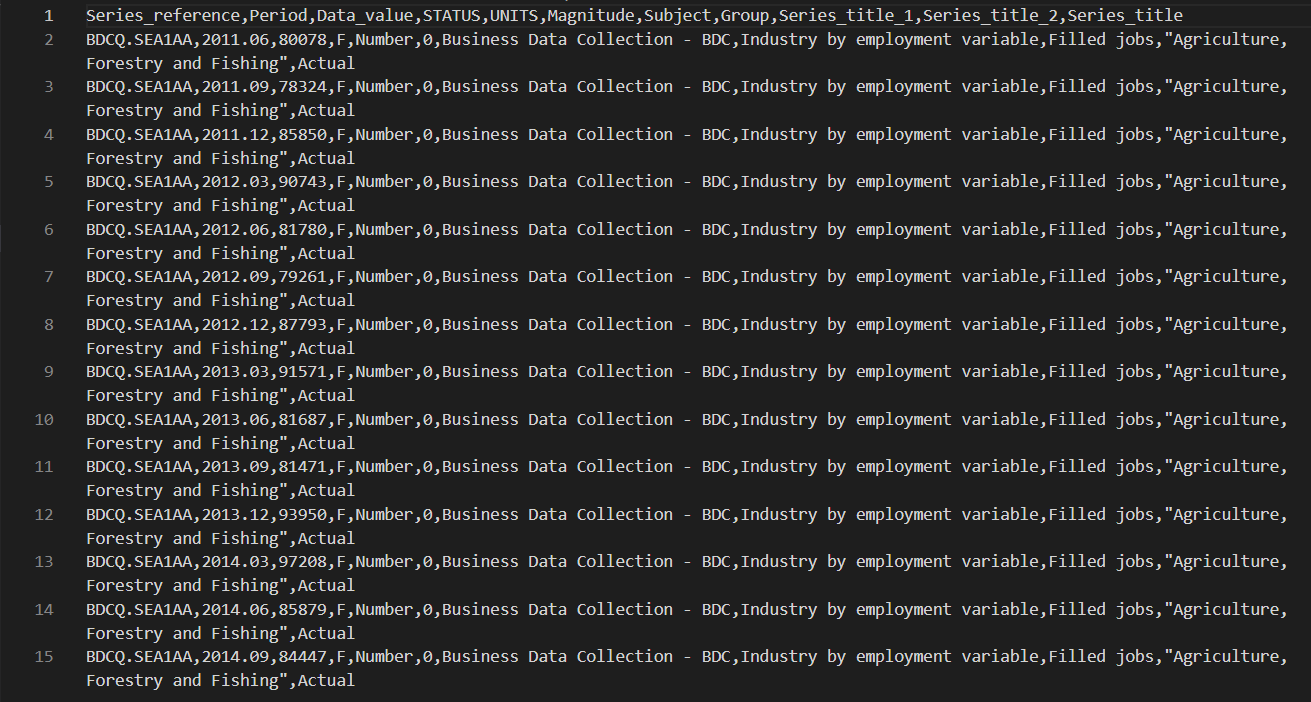 1 Series_reference,Period,Data_value,STATUS,UNITS,Magnitude,Subject,Group,Series_title_1,Series_title_2,Series_title
2 BDCQ.SEA1AA,2011.06,80078,F,Number,0,Business Data Collection - BDC,Industry by employment variable,Filled jobs,"Agriculture,
Forestry and Fishing",Actual
3 BDCQ.SEA1AA,2011.09,78324,F,Number,0,Business Data Collection - BDC,Industry by employment variable,Filled jobs,"Agriculture,
Forestry and Fishing",Actual
4 BDCQ.SEA1AA,2011.12,85850,F,Number,0,Business Data Collection - BDC,Industry by employment variable,Filled jobs,"Agriculture,
Forestry and Fishing",Actual
5 BDCQ.SEA1AA,2012.03,90743,F,Number,0,Business Data Collection - BDC,Industry by employment variable,Filled jobs,"Agriculture,
Forestry and Fishing",Actual
6 BDCQ.SEA1AA,2012.06,81780,F,Number,0,Business Data Collection - BDC,Industry by employment variable,Filled jobs,"Agriculture,
Forestry and Fishing",Actual
7 BDCQ.SEA1AA,2012.09,79261,F,Number,0,Business Data Collection - BDC,Industry by employment variable,Filled jobs,"Agriculture,
Forestry and Fishing",Actual
8 BDCQ.SEA1AA,2012.12,87793,F,Number,0,Business Data Collection - BDC,Industry by employment variable,Filled jobs,"Agriculture,
Forestry and Fishing",Actual
9 BDCQ.SEA1AA,2013.03,91571,F,Number,0,Business Data Collection - BDC,Industry by employment variable,Filled jobs,"Agriculture,
Forestry and Fishing",Actual
10 BDCQ.SEA1AA,2013.06,81687,F,Number,0,Business Data Collection - BDC,Industry by employment variable,Filled jobs,"Agriculture,
Forestry and Fishing",Actual
11 BDCQ.SEA1AA,2013.09,81471,F,Number,0,Business Data Collection - BDC,Industry by employment variable,Filled jobs,"Agriculture,
Forestry and Fishing",Actual
12 BDCQ.SEA1AA,2013.12,93950,F,Number,0,Business Data Collection - BDC,Industry by employment variable,Filled jobs,"Agriculture,
Forestry and Fishing",Actual
13 BDCQ.SEA1AA,2014.03,97208,F,Number,0,Business Data Collection - BDC,Industry by employment variable,Filled jobs,"Agriculture,
Forestry and Fishing",Actual
14 BDCQ.SEA1AA,2014.06,85879,F,Number,0,Business Data Collection - BDC,Industry by employment variable,Filled jobs,"Agriculture,
Forestry and Fishing",Actual
15 BDCQ.SEA1AA,2014.09,84447,F,Number,0,Business Data Collection - BDC,Industry by employment variable,Filled jobs,"Agriculture,
Forestry and Fishing",Actual